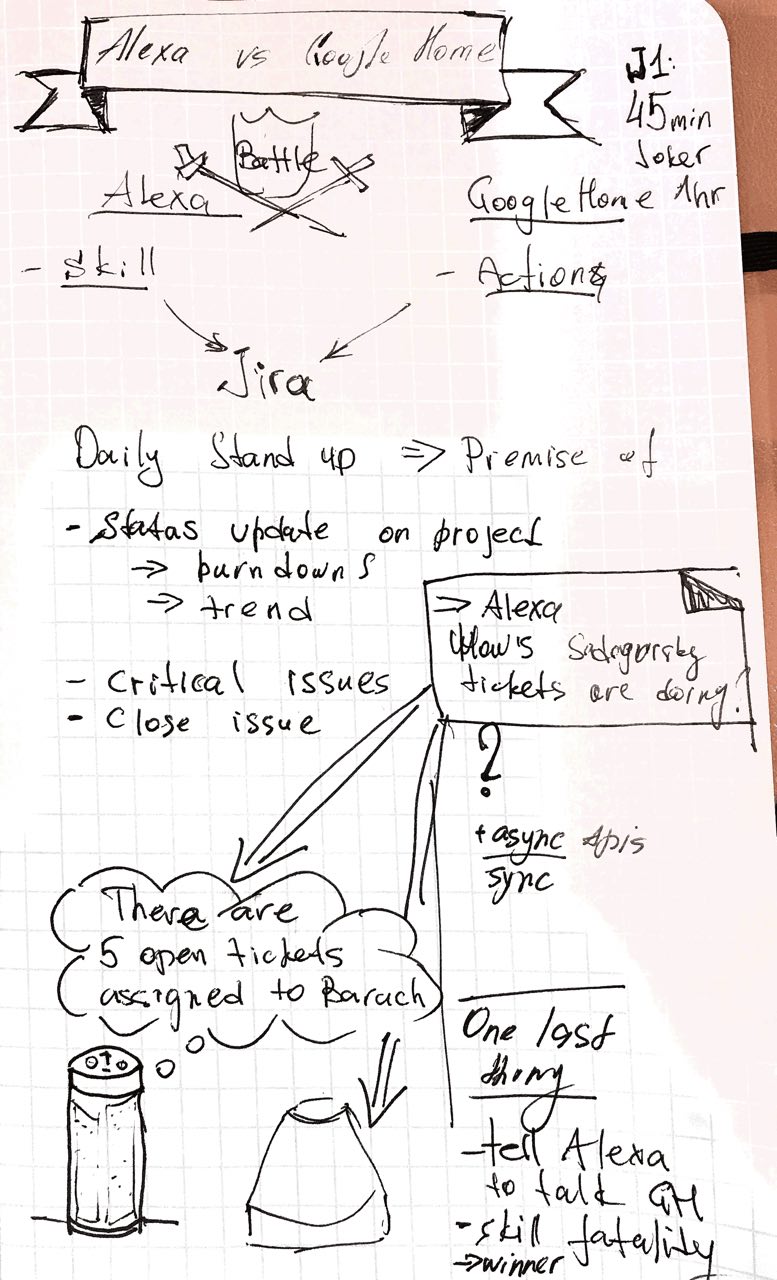 Alexa vs Google Home
J1:
45min
Joker
1hr
Battle
Alexa
Google Home
- Skill
- Actions
Jira
Daily Stand up => Premise of
- Status update on project
-> burndowns
-> trend
- Critical issues
- Close issue
=> Alexa
How's Sadogursky
tickets are doing?
?
+ async apis
sync
There are
5 open tickets
assigned to Baruch
One last
thing
- tell Alexa
to talk GH
- skill fatality
-> winner